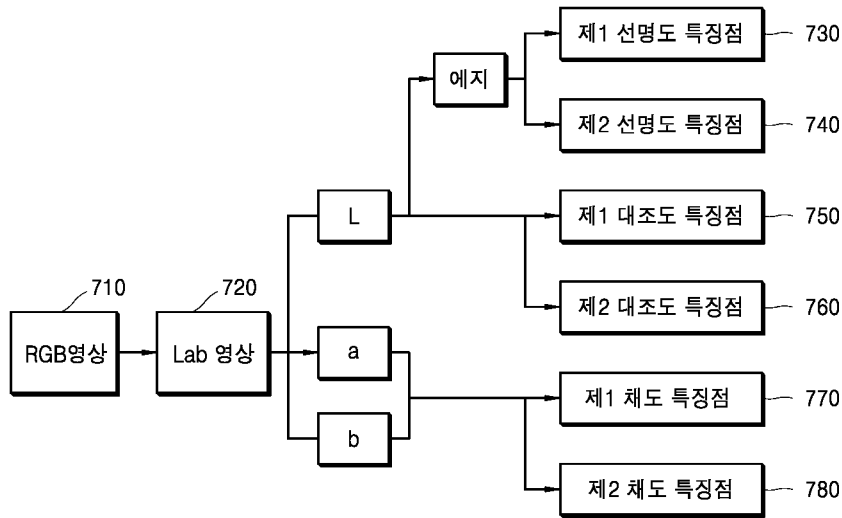 제1 선명도 특징점
730
에지
제2 선명도 특징점
740
L
제1 대조도 특징점
750
710
720
제2 대조도 특징점
760
RGB영상
Lab 영상
a
제1 채도 특징점
770
b
제2 채도 특징점
780